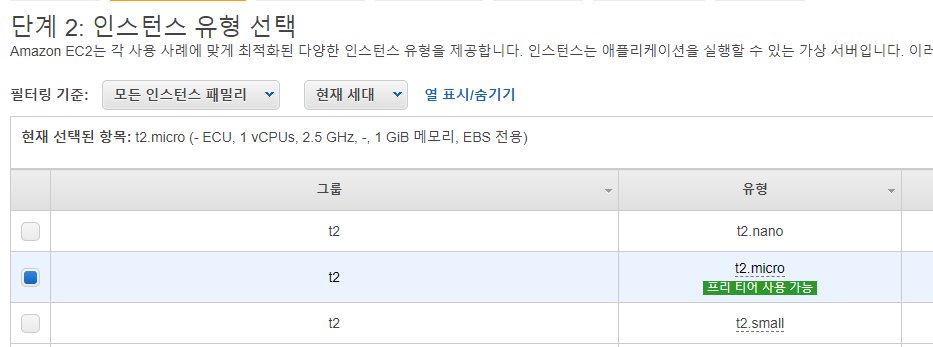 단계 2: 인스턴스 유형 선택
Amazon EC2는 각 사용 사례에 맞게 최적화된 다양한 인스턴스 유형을 제공합니다. 인스턴스는 애플리케이션을 실행할 수 있는 가상 서버입니다. 이러
필터링 기준: 모든 인스턴스 패밀리 현재 세대 열 표시/숨기기
현재 선택된 항목: t2.micro (- ECU, 1 vCPUs, 2.5 GHz, -, 1 GiB 메모리, EBS 전용)
그룹 유형
t2 t2.nano
t2 t2.micro
프리 티어 사용 가능
t2 t2.small